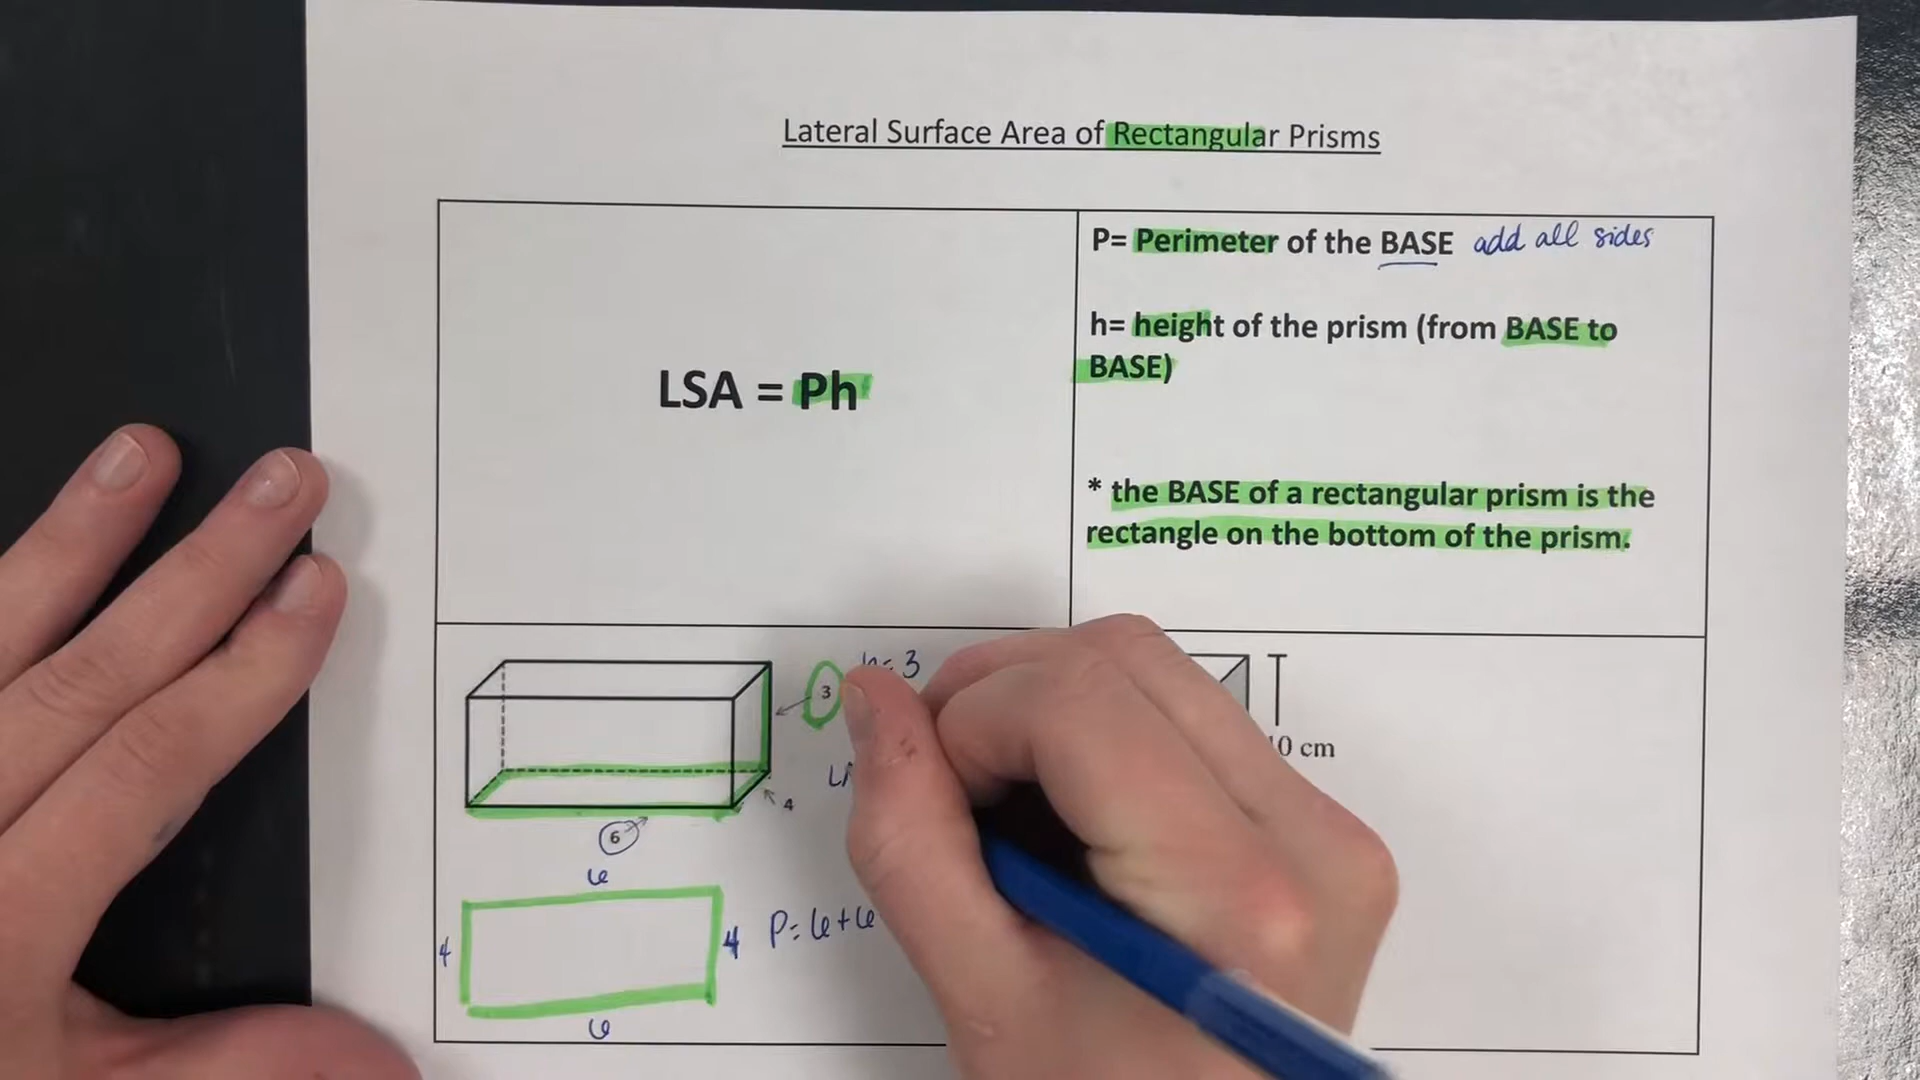 Lateral Surface Area of Rectangular Prisms
LSA = Ph
P= Perimeter of the BASE add all sides
h= height of the prism (from BASE to
BASE)
* the BASE of a rectangular prism is the
rectangle on the bottom of the prism.
3
h= 3
4
6
6
4
4
P= 6+6
6
0 cm